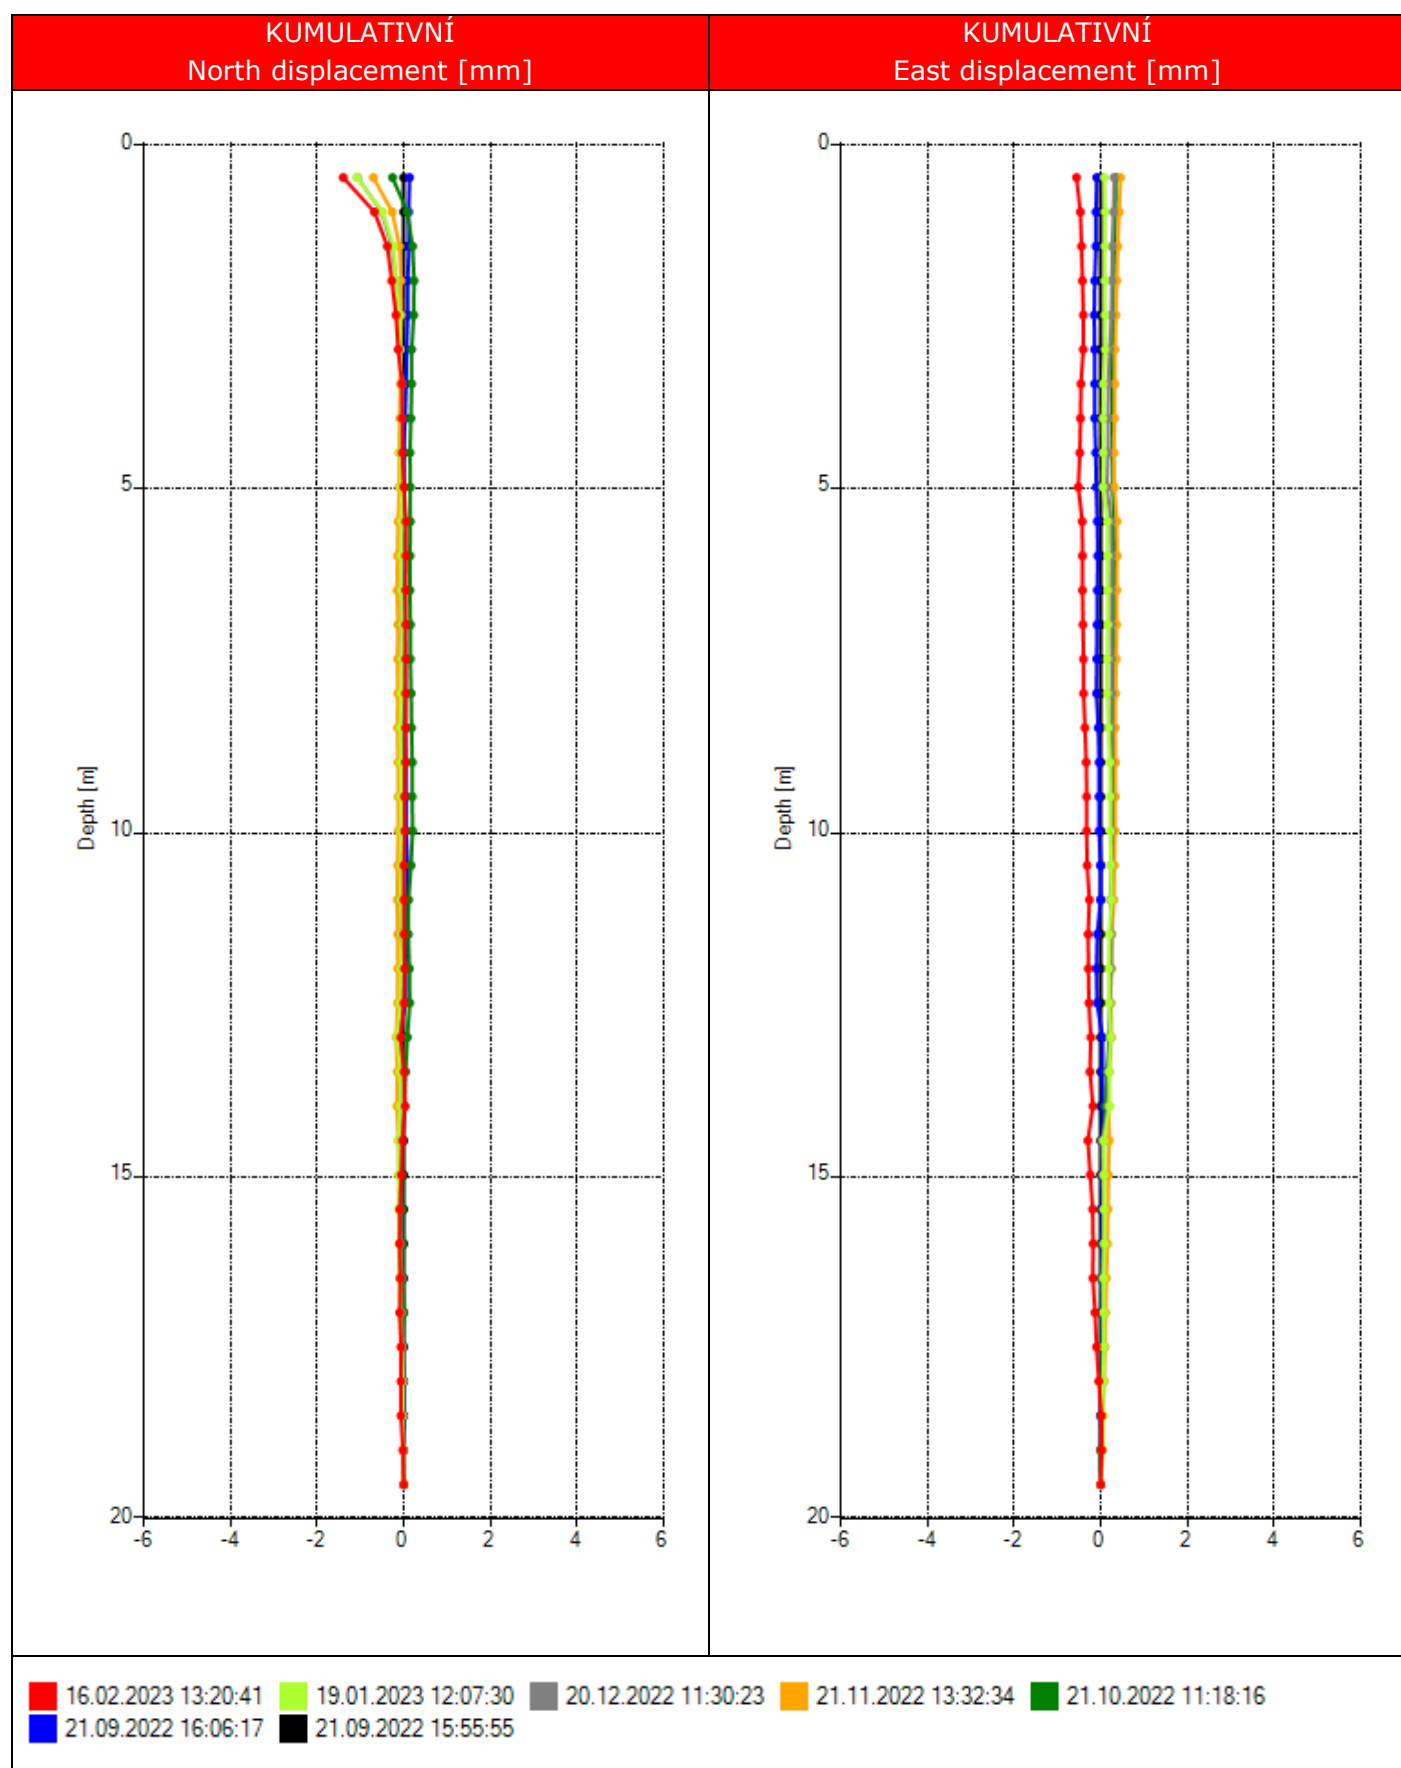 KUMULATIVNÍ
North displacement [mm]
KUMULATIVNÍ
East displacement [mm]
0
5
Depth [m]
10
15
20
-6 -4 -2 0 2 4 6
0
5
Depth [m]
10
15
20
-6 -4 -2 0 2 4 6
16.02.2023 13:20:41 19.01.2023 12:07:30 20.12.2022 11:30:23 21.11.2022 13:32:34 21.10.2022 11:18:16
21.09.2022 16:06:17 21.09.2022 15:55:55